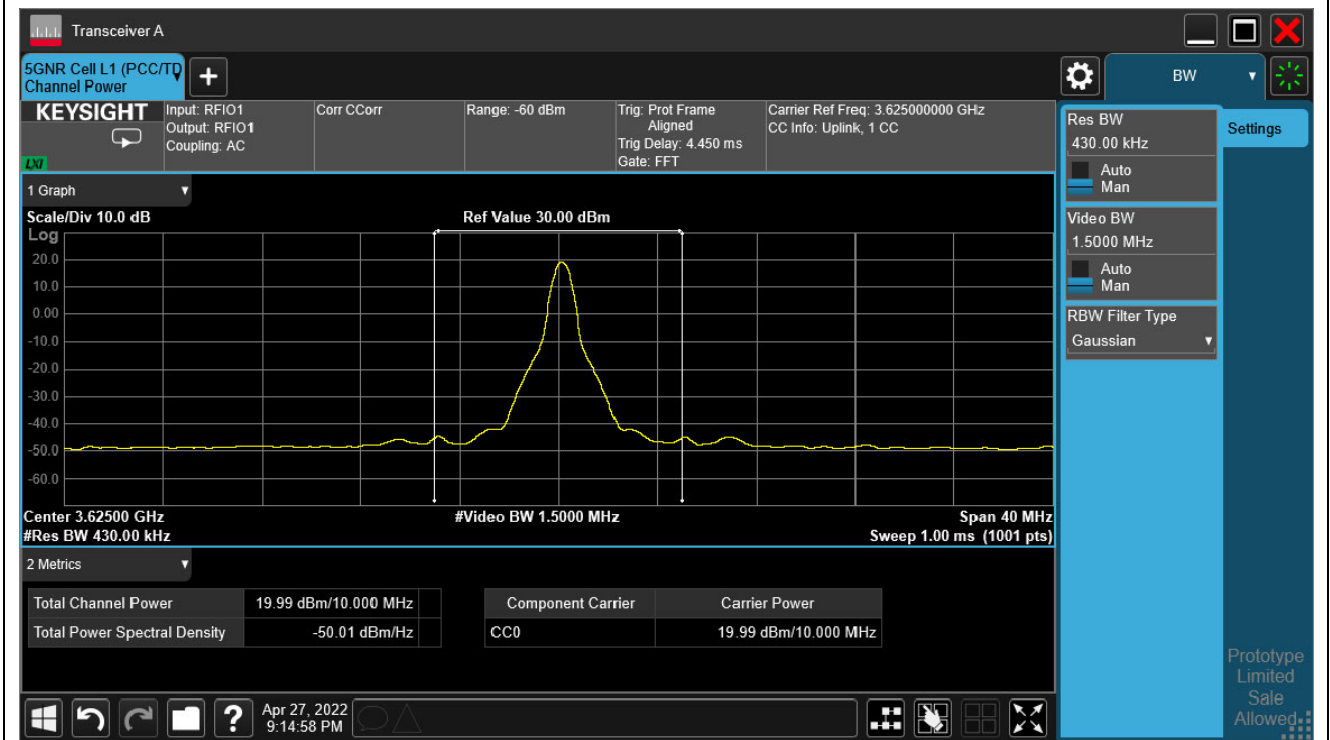 Transceiver A
5GNR Cell L1 (PCC/TD
Channel Power
+
BW
KEYSIGHT
LXI
Input: RFIO1
Output: RFIO1
Coupling: AC
Corr CCorr
Range: -60 dBm
Trig: Prot Frame
Aligned
Trig Delay: 4.450 ms
Gate: FFT
Carrier Ref Freq: 3.625000000 GHz
CC Info: Uplink, 1 CC
Res BW
430.00 kHz
Auto
Man
Video BW
1.5000 MHz
Auto
Man
RBW Filter Type
Gaussian
Settings
1 Graph
Scale/Div 10.0 dB
Ref Value 30.00 dBm
Log
20.0
10.0
0.00
-10.0
-20.0
-30.0
-40.0
-50.0
-60.0
Center 3.62500 GHz
#Video BW 1.5000 MHz
Span 40 MHz
#Res BW 430.00 kHz
Sweep 1.00 ms (1001 pts)
2 Metrics
Total Channel Power 19.99 dBm/10.000 MHz
Total Power Spectral Density -50.01 dBm/Hz
Component Carrier Carrier Power
CC0 19.99 dBm/10.000 MHz
?
Apr 27, 2022
9:14:58 PM
Prototype
Limited
Sale
Allowed